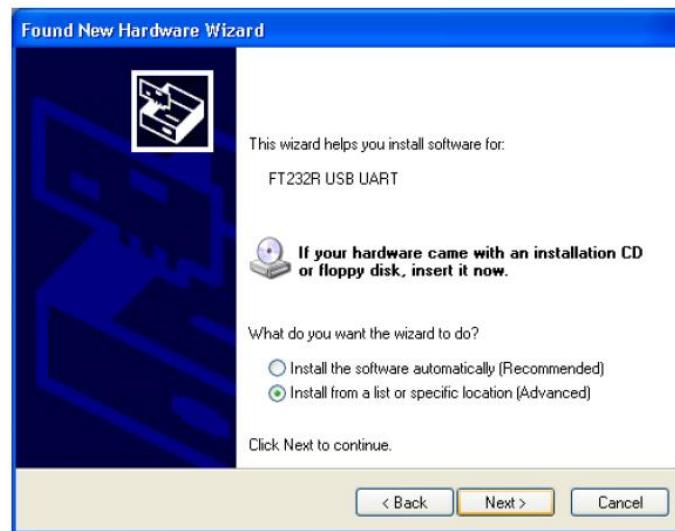 Found New Hardware Wizard
This wizard helps you install software for:
FT232R USB UART
If your hardware came with an installation CD
or floppy disk, insert it now.
What do you want the wizard to do?
Install the software automatically (Recommended)
Install from a list or specific location (Advanced)
Click Next to continue.
< Back Next > Cancel